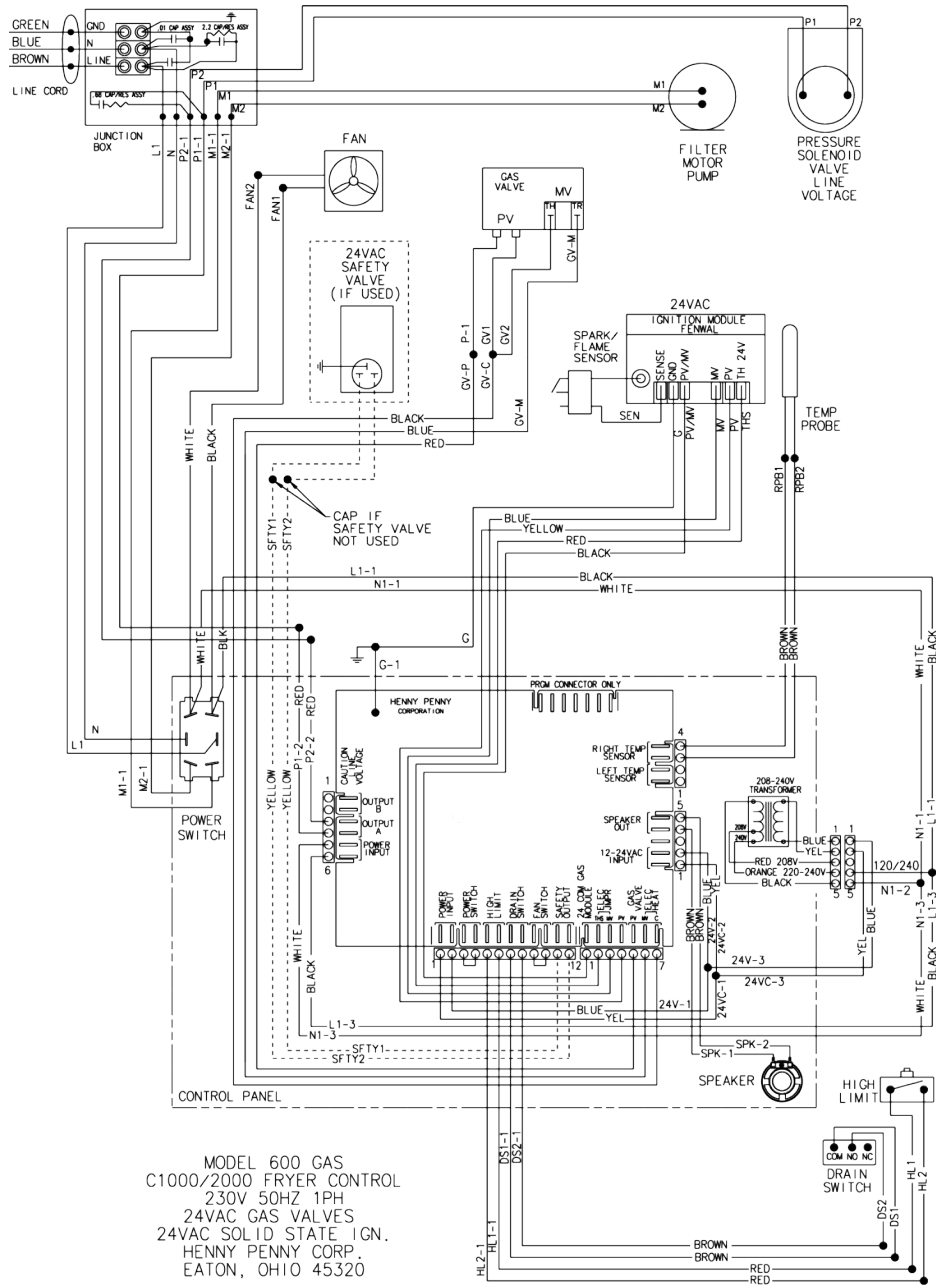 GREEN
BLUE
BROWN
LINE CORD
GND
N
LINE
.01 CAP ASSY
2.2 CAP/RES ASSY
.68 CAP/RES ASSY
P2
P1
M1
M2
JUNCTION
BOX
L1
N
P2-1
P1-1
M1-1
M2-1
FAN
FAN2
FAN1
M1
M2
FILTER
MOTOR
PUMP
P1
P2
PRESSURE
SOLENOID
VALVE
LINE
VOLTAGE
GAS
VALVE
MV
TH
TR
PV
GV-M
P-1
GV1
GV2
GV-P
GV-C
GV-M
24VAC
SAFETY
VALVE
(IF USED)
24VAC
IGNITION MODULE
FENWAL
SPARK/
FLAME
SENSOR
SENSE
GND
PV/MV
MV
PV
TH 24V
SEN
G
PV/MV
MV
PV
THS
TEMP
PROBE
RPB1
RPB2
BLACK
BLUE
RED
WHITE
BLACK
SFTY1
SFTY2
CAP IF
SAFETY VALVE
NOT USED
BLUE
YELLOW
RED
BLACK
L1-1
N1-1
BLACK
WHITE
WHITE
BLK
G
G-1
BROWN
BROWN
WHITE
BLACK
N
L1
M1-1
M2-1
POWER
SWITCH
RED
RED
P1-2
P2-2
YELLOW
YELLOW
HENNY PENNY
CORPORATION
PRGM CONNECTOR ONLY
CAUTION
LINE
VOLTAGE
1
OUTPUT
B
OUTPUT
A
POWER
INPUT
6
4
RIGHT TEMP
SENSOR
LEFT TEMP
SENSOR
1
5
SPEAKER
OUT
12-24VAC
INPUT
1
208-240V
TRANSFORMER
208V
240V
BLUE
YEL
RED 208V
ORANGE 220-240V
BLACK
1
1
5
5
120/240
N1-2
N1-1
L1-1
N1-3
L1-3
YEL
BLUE
WHITE
BLACK
POWER
INPUT
POWER
SWITCH
HIGH
LIMIT
DRAIN
SWITCH
FAN
SWITCH
SAFETY
OUTPUT
24 COM GAS
MODULE
ELEC
JMPR
GAS
VALVE
ELEC
HEAT
THS
MV
PV
PV
MV
C
1
12
1
7
BROWN
BROWN
BLUE
YEL
24V-2
24VC-2
24V-3
24VC-3
BLUE
24V-1
YEL
24VC-1
WHITE
BLACK
L1-3
N1-3
SFTY1
SFTY2
SPK-2
SPK-1
SPEAKER
CONTROL PANEL
HIGH
LIMIT
COM NO NC
DRAIN
SWITCH
HL1
HL2
DS2
DS1
DS1-1
DS2-1
HL2-1
HL1-1
BROWN
BROWN
RED
RED
MODEL 600 GAS
C1000/2000 FRYER CONTROL
230V 50HZ 1PH
24VAC GAS VALVES
24VAC SOLID STATE IGN.
HENNY PENNY CORP.
EATON, OHIO 45320